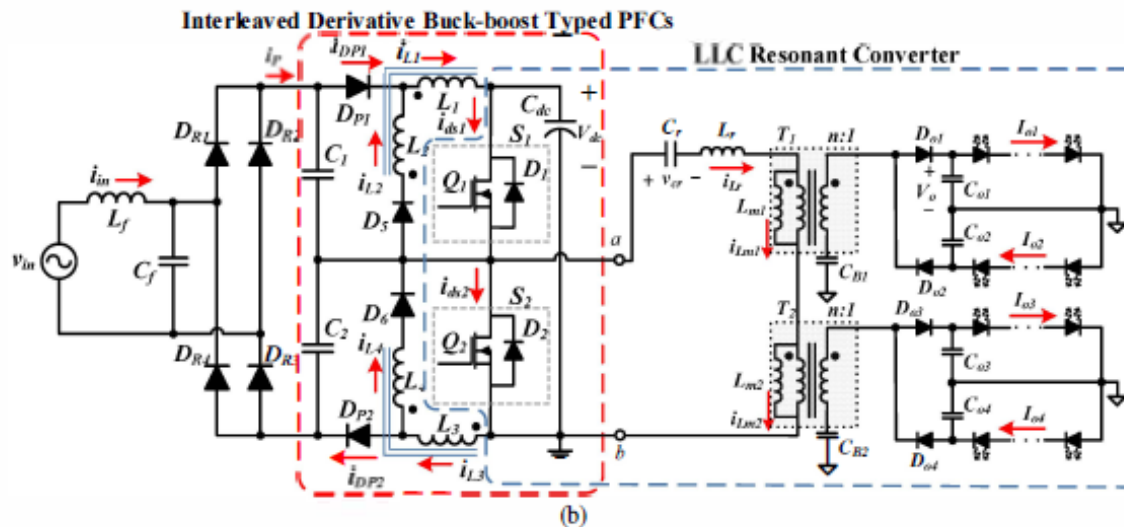 Interleaved Derivative Buck-boost Typed PFCs
LLC Resonant Converter
iP
iDP1
iL1
DP1
L1
Cdc
+
Vdc
−
ids1
S1
DR1
DR2
C1
L2
iL2
Q1
D1
D5
iin
Lf
vin
Cf
a
Cr
Lr
+ vcr −
iLr
T1
n:1
Lm1
iLm1
CB1
Do1
Io1
+
Vo
−
Co1
Co2
Io2
Do2
ids2
S2
D6
C2
iL4
Q2
D2
DR4
DR3
DP2
L3
iDP2
iL3
b
T2
n:1
Lm2
iLm2
CB2
Do3
Io3
Co3
Co4
Io4
Do4
(b)